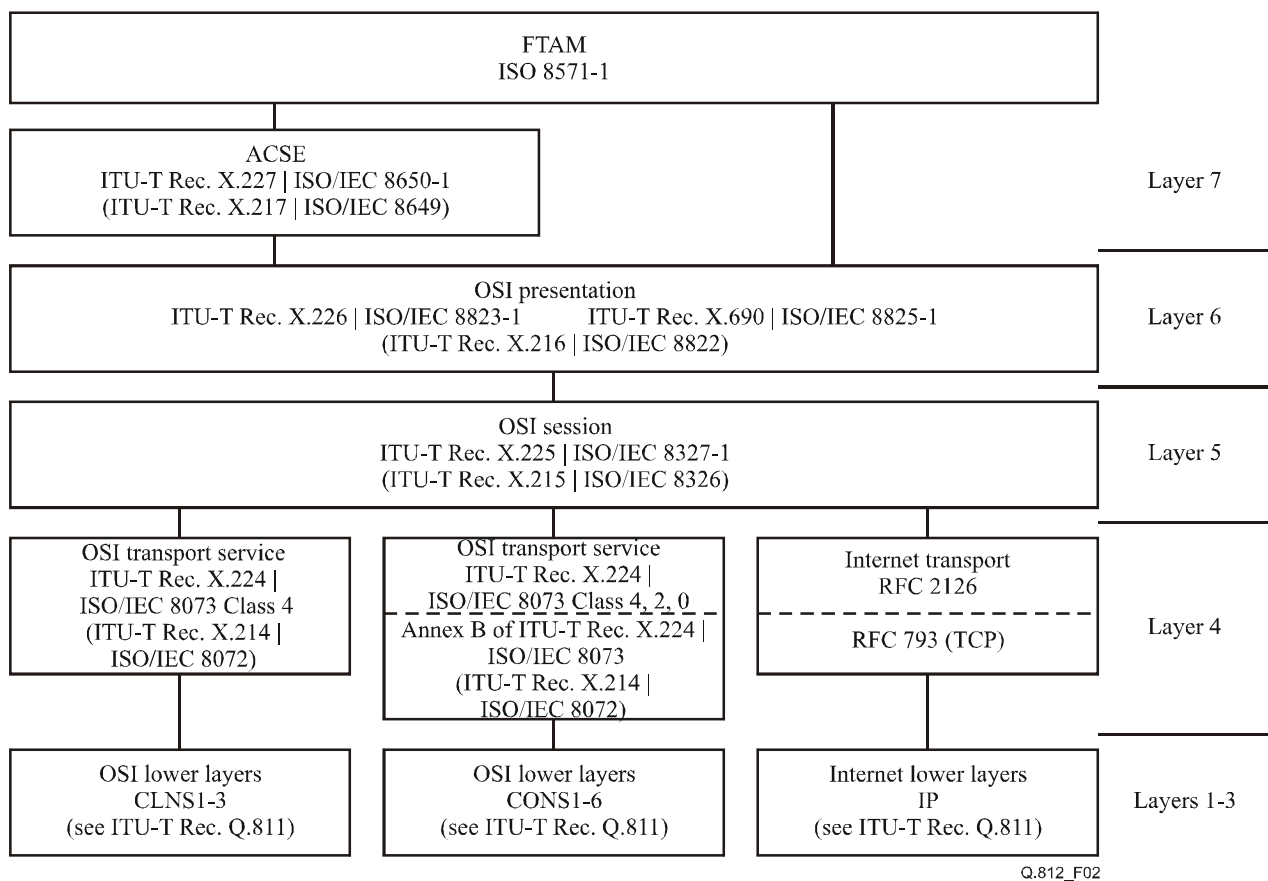 FTAM
ISO 8571-1
ACSE
ITU-T Rec. X.227 | ISO/IEC 8650-1
(ITU-T Rec. X.217 | ISO/IEC 8649)
Layer 7
OSI presentation
ITU-T Rec. X.226 | ISO/IEC 8823-1 ITU-T Rec. X.690 | ISO/IEC 8825-1
(ITU-T Rec. X.216 | ISO/IEC 8822)
Layer 6
OSI session
ITU-T Rec. X.225 | ISO/IEC 8327-1
(ITU-T Rec. X.215 | ISO/IEC 8326)
Layer 5
OSI transport service
ITU-T Rec. X.224 |
ISO/IEC 8073 Class 4
(ITU-T Rec. X.214 |
ISO/IEC 8072)
OSI transport service
ITU-T Rec. X.224 |
ISO/IEC 8073 Class 4, 2, 0
Annex B of ITU-T Rec. X.224 |
ISO/IEC 8073
(ITU-T Rec. X.214 |
ISO/IEC 8072)
Internet transport
RFC 2126
RFC 793 (TCP)
Layer 4
OSI lower layers
CLNS1-3
(see ITU-T Rec. Q.811)
OSI lower layers
CONS1-6
(see ITU-T Rec. Q.811)
Internet lower layers
IP
(see ITU-T Rec. Q.811)
Layers 1-3
Q.812_F02